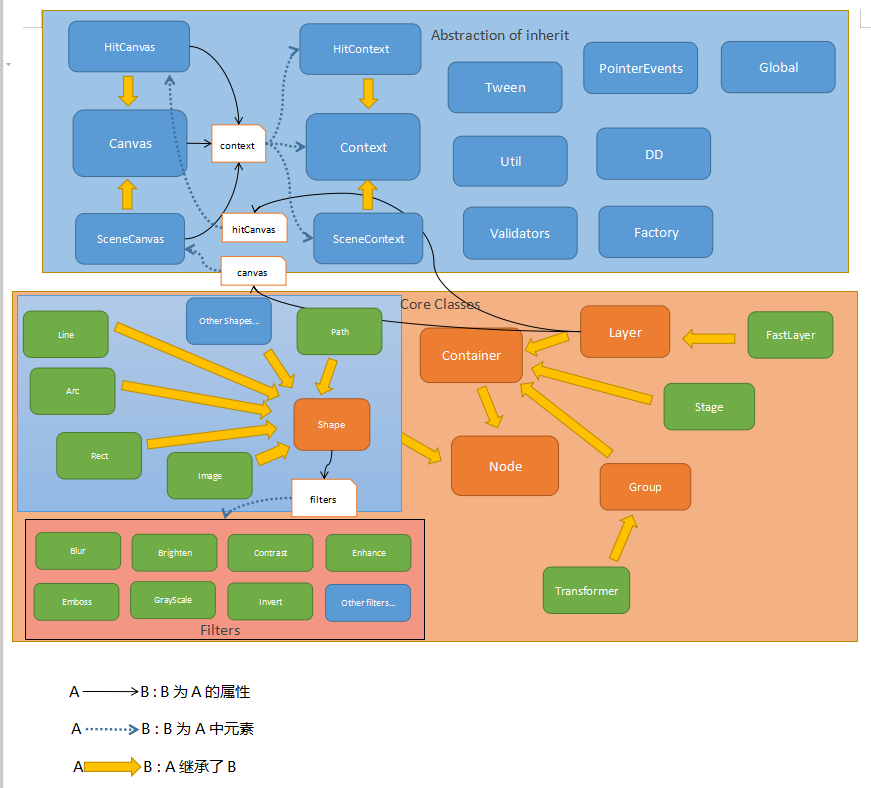 Abstraction of inherit
HitCanvas
HitContext
Tween
PointerEvents
Global
Canvas
context
Context
Util
DD
SceneCanvas
hitCanvas
SceneContext
Validators
Factory
canvas
Core Classes
Line
Other Shapes...
Path
Container
Layer
FastLayer
Arc
Shape
Stage
Rect
Image
Node
Group
filters
Blur
Brighten
Contrast
Enhance
Emboss
GrayScale
Invert
Other filters...
Transformer
Filters
A B : B 为 A 的属性
A B : B 为 A 中元素
A B : A 继承了 B